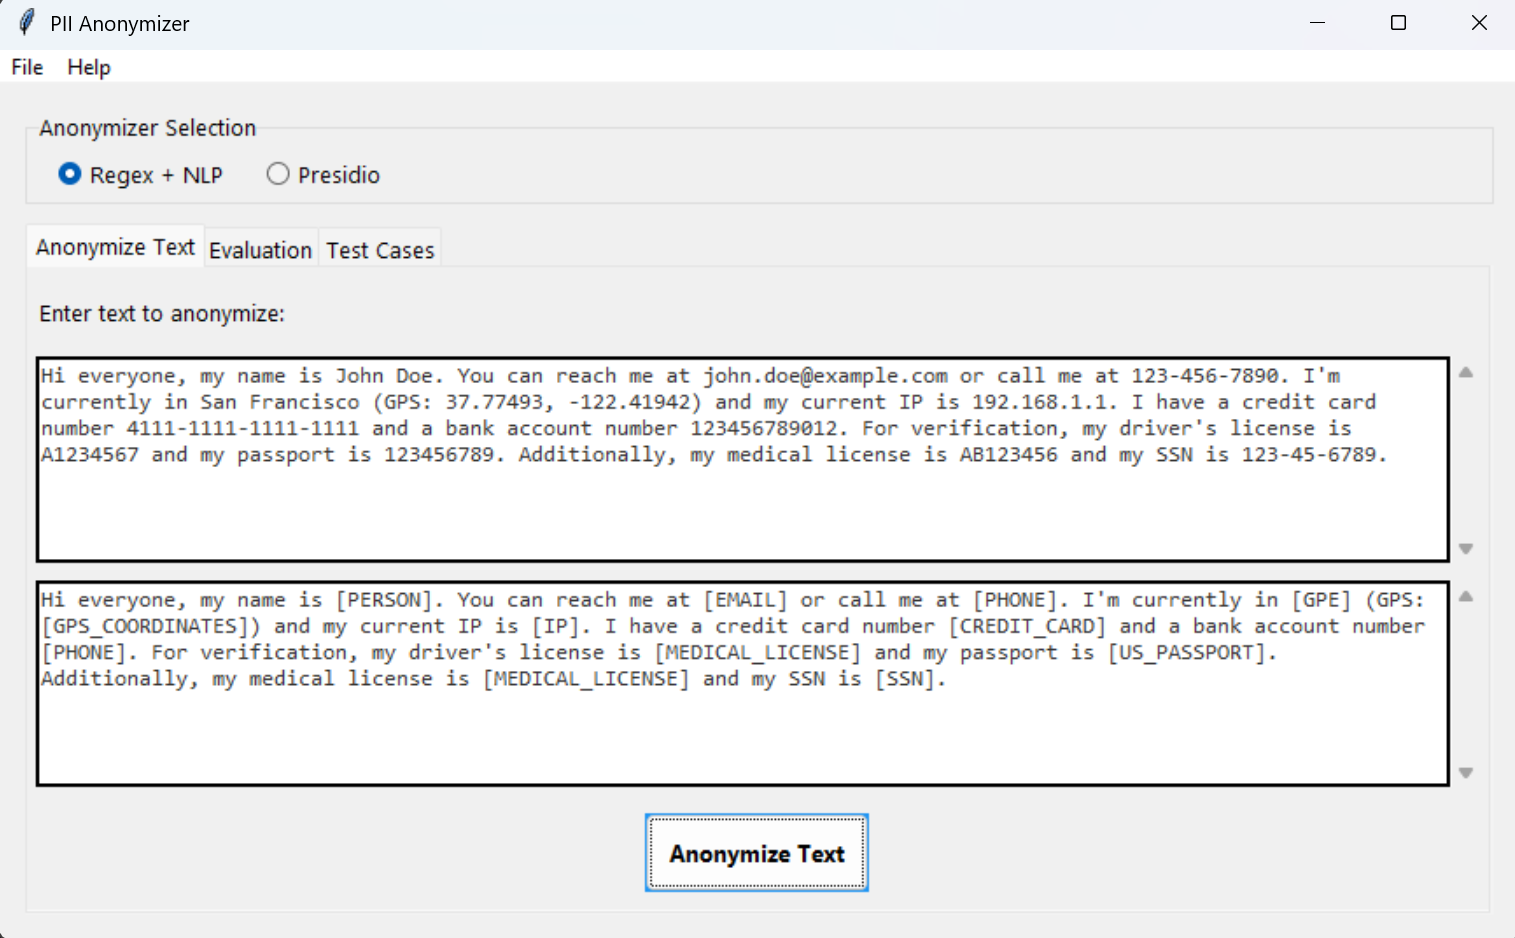 PII Anonymizer
File Help
Anonymizer Selection
Regex + NLP Presidio
Anonymize Text Evaluation Test Cases
Enter text to anonymize:
Hi everyone, my name is John Doe. You can reach me at john.doe@example.com or call me at 123-456-7890. I'm
currently in San Francisco (GPS: 37.77493, -122.41942) and my current IP is 192.168.1.1. I have a credit card
number 4111-1111-1111-1111 and a bank account number 123456789012. For verification, my driver's license is
A1234567 and my passport is 123456789. Additionally, my medical license is AB123456 and my SSN is 123-45-6789.
Hi everyone, my name is [PERSON]. You can reach me at [EMAIL] or call me at [PHONE]. I'm currently in [GPE] (GPS:
[GPS_COORDINATES]) and my current IP is [IP]. I have a credit card number [CREDIT_CARD] and a bank account number
[PHONE]. For verification, my driver's license is [MEDICAL_LICENSE] and my passport is [US_PASSPORT].
Additionally, my medical license is [MEDICAL_LICENSE] and my SSN is [SSN].
Anonymize Text